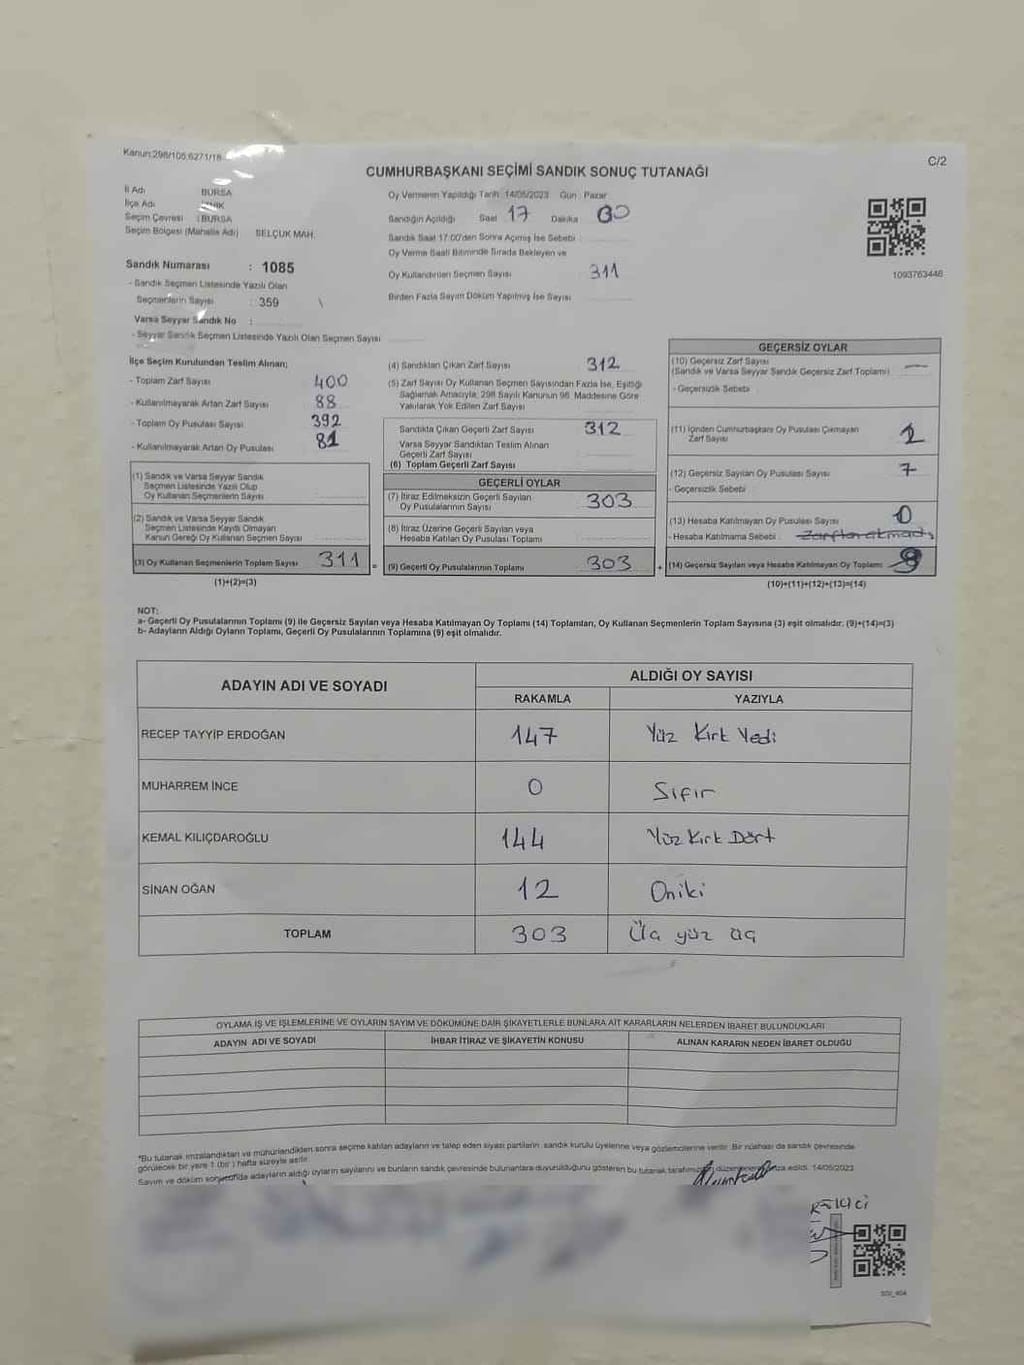 Kanun:298/105;6271/18
C/2
CUMHURBAŞKANI SEÇİMİ SANDIK SONUÇ TUTANAĞI
İl Adı BURSA
İlçe Adı
Seçim Çevresi : BURSA
Seçim Bölgesi (Mahalle Adı) SELÇUK MAH.
Sandık Numarası : 1085
- Sandık Seçmen Listesinde Yazılı Olan
Seçmenlerin Sayısı : 359
Varsa Seyyar Sandık No :
- Seyyar Sandık Seçmen Listesinde Yazılı Olan Seçmen Sayısı
Oy Vermenin Yapıldığı Tarih : 14/05/2023 Gün : Pazar
Sandığın Açıldığı Saat 17 Dakika 00
Sandık Saat 17:00'den Sonra Açılmış İse Sebebi :
Oy Verme Saati Bitiminde Sırada Bekleyen ve
Oy Kullandırılan Seçmen Sayısı 311
Birden Fazla Sayım Döküm Yapılmış İse Sayısı
1093763446
İlçe Seçim Kurulundan Teslim Alınan;
- Toplam Zarf Sayısı 400
- Kullanılmayarak Artan Zarf Sayısı 88
- Toplam Oy Pusulası Sayısı 392
- Kullanılmayarak Artan Oy Pusulası 81
(1) Sandık ve Varsa Seyyar Sandık
Seçmen Listesinde Yazılı Olup
Oy Kullanan Seçmenlerin Sayısı
(2) Sandık ve Varsa Seyyar Sandık
Seçmen Listesinde Kaydı Olmayan
Kanun Gereği Oy Kullanan Seçmen Sayısı
(3) Oy Kullanan Seçmenlerin Toplam Sayısı 311 =
(1)+(2)=(3)
(4) Sandıktan Çıkan Zarf Sayısı 312
(5) Zarf Sayısı Oy Kullanan Seçmen Sayısından Fazla İse, Eşitliği
Sağlamak Amacıyla, 298 Sayılı Kanunun 98. Maddesine Göre
Yakılarak Yok Edilen Zarf Sayısı
Sandıkta Çıkan Geçerli Zarf Sayısı 312
Varsa Seyyar Sandıktan Teslim Alınan
Geçerli Zarf Sayısı
(6) Toplam Geçerli Zarf Sayısı
GEÇERLİ OYLAR
(7) İtiraz Edilmeksizin Geçerli Sayılan
Oy Pusulalarının Sayısı 303
(8) İtiraz Üzerine Geçerli Sayılan veya
Hesaba Katılan Oy Pusulası Toplamı
(9) Geçerli Oy Pusulalarının Toplamı 303 +
GEÇERSİZ OYLAR
(10) Geçersiz Zarf Sayısı
(Sandık ve Varsa Seyyar Sandık Geçersiz Zarf Toplamı) —
- Geçersizlik Sebebi
(11) İçinden Cumhurbaşkanı Oy Pusulası Çıkmayan
Zarf Sayısı
(12) Geçersiz Sayılan Oy Pusulası Sayısı 7
- Geçersizlik Sebebi
(13) Hesaba Katılmayan Oy Pusulası Sayısı 0
- Hesaba Katılmama Sebebi :
(14) Geçersiz Sayılan veya Hesaba Katılmayan Oy Toplamı
(10)+(11)+(12)+(13)=(14)
NOT:
a- Geçerli Oy Pusulalarının Toplamı (9) ile Geçersiz Sayılan veya Hesaba Katılmayan Oy Toplamı (14) Toplamları, Oy Kullanan Seçmenlerin Toplam Sayısına (3) eşit olmalıdır. (9)+(14)=(3)
b- Adayların Aldığı Oyların Toplamı, Geçerli Oy Pusulalarının Toplamına (9) eşit olmalıdır.
ADAYIN ADI VE SOYADI
ALDIĞI OY SAYISI
RAKAMLA YAZIYLA
RECEP TAYYİP ERDOĞAN 147 Yüz Kırk Yedi
MUHARREM İNCE 0 Sıfır
KEMAL KILIÇDAROĞLU 144 Yüz Kırk Dört
SİNAN OĞAN 12 Oniki
TOPLAM 303 Üç yüz üç
OYLAMA İŞ VE İŞLEMLERİNE VE OYLARIN SAYIM VE DÖKÜMÜNE DAİR ŞİKAYETLERLE BUNLARA AİT KARARLARIN NELERDEN İBARET BULUNDUKLARI
ADAYIN ADI VE SOYADI İHBAR İTİRAZ VE ŞİKAYETİN KONUSU ALINAN KARARIN NEDEN İBARET OLDUĞU
*Bu tutanak imzalandıktan ve mühürlendikten sonra seçime katılan adayların ve talep eden siyasi partilerin sandık kurulu üyelerine veya gözlemcilerine verilir. Bir nüshası da sandık çevresinde
görülecek bir yere 1 (bir) hafta süreyle asılır.
Sayım ve döküm sonunda adayların aldığı oyların sayılarını ve bunların sandık çevresinde bulunanlara duyurulduğunu gösteren bu tutanak edildi. 14/05/2023